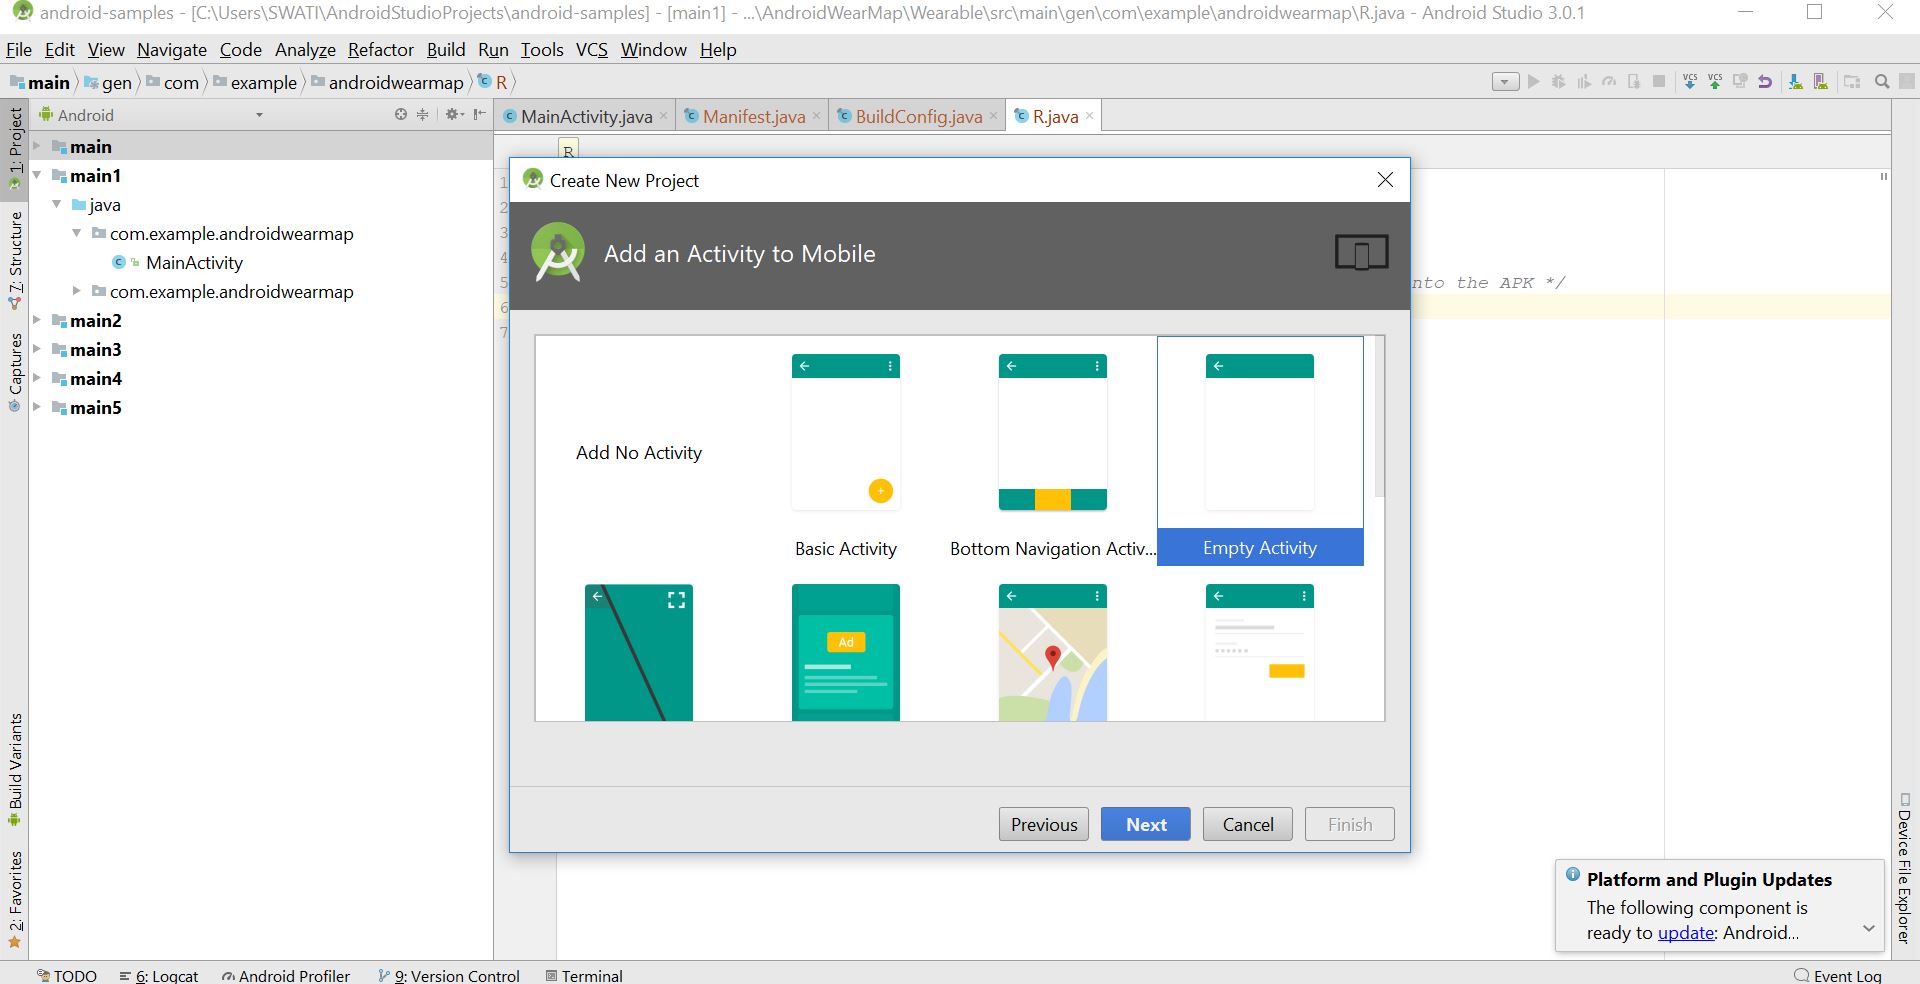 android-samples - [C:\Users\SWATI\AndroidStudioProjects\android-samples] - [main1] - ...\AndroidWearMap\Wearable\src\main\gen\com\example\androidwearmap\R.java - Android Studio 3.0.1
File Edit View Navigate Code Analyze Refactor Build Run Tools VCS Window Help
main gen com example androidwearmap R
VCS VCS
1: Project
7: Structure
Captures
Build Variants
2: Favorites
Android
main
main1
java
com.example.androidwearmap
MainActivity
com.example.androidwearmap
main2
main3
main4
main5
MainActivity.java Manifest.java BuildConfig.java R.java
R
1
2
3
4
5 nto the APK */
6
7
Create New Project
Add an Activity to Mobile
Add No Activity
Basic Activity
Bottom Navigation Activ...
Empty Activity
Ad
Previous Next Cancel Finish
Platform and Plugin Updates
The following component is
ready to update: Android...
Device File Explorer
TODO 6: Logcat Android Profiler 9: Version Control Terminal Event Log